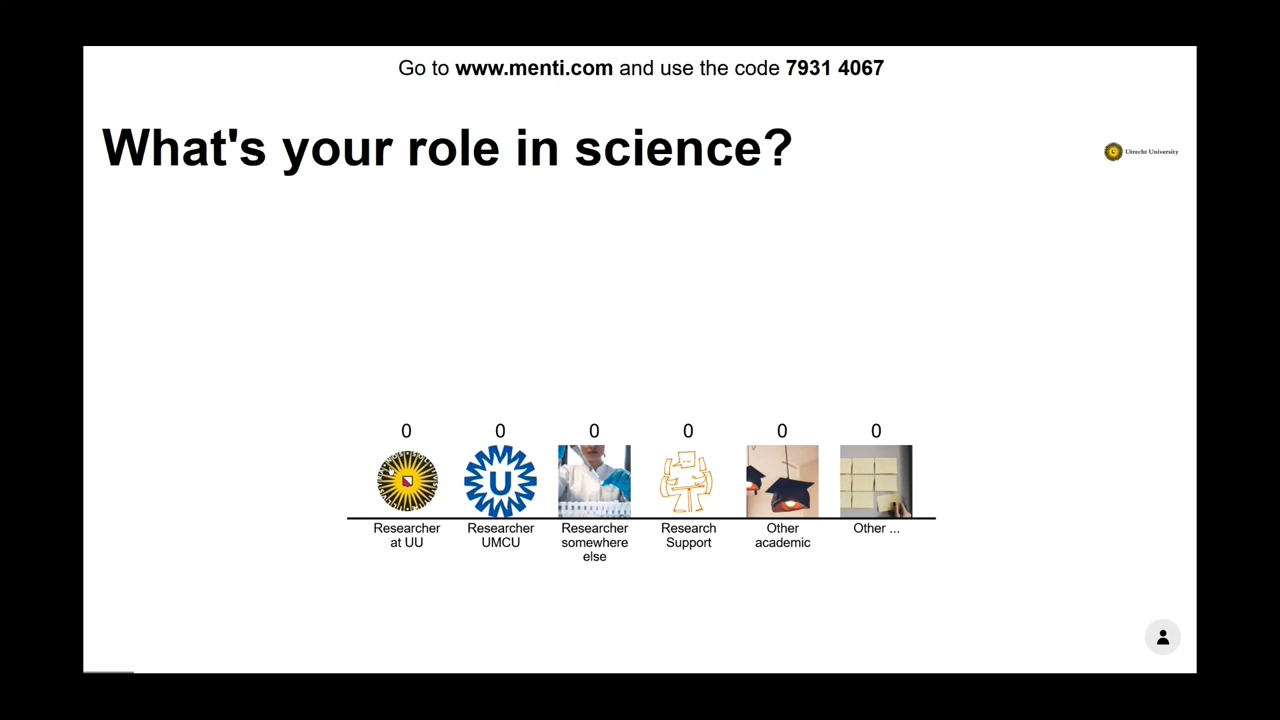 Go to www.menti.com and use the code 7931 4067
What's your role in science?
Utrecht University
0 0 0 0 0 0
U
Researcher at UU
Researcher UMCU
Researcher somewhere else
Research Support
Other academic
Other ...